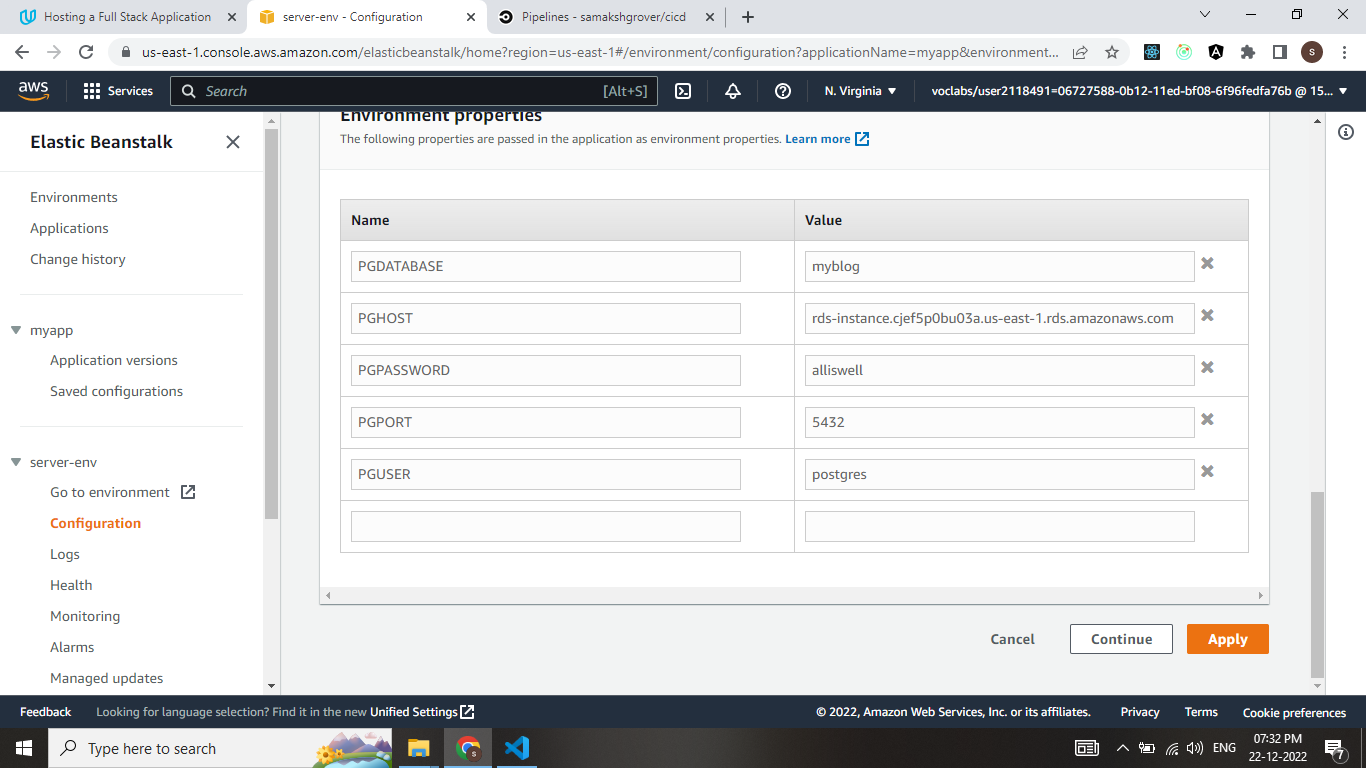 Hosting a Full Stack Application
server-env - Configuration
Pipelines - samakshgrover/cicd
us-east-1.console.aws.amazon.com/elasticbeanstalk/home?region=us-east-1#/environment/configuration?applicationName=myapp&environment...
S
aws
Services
Search
[Alt+S]
N. Virginia
voclabs/user2118491=06727588-0b12-11ed-bf08-6f96fedfa76b @ 15...
Elastic Beanstalk
Environments
Applications
Change history
myapp
Application versions
Saved configurations
server-env
Go to environment
Configuration
Logs
Health
Monitoring
Alarms
Managed updates
Environment properties
The following properties are passed in the application as environment properties. Learn more
Name Value
PGDATABASE myblog
PGHOST rds-instance.cjef5p0bu03a.us-east-1.rds.amazonaws.com
PGPASSWORD alliswell
PGPORT 5432
PGUSER postgres
Cancel Continue Apply
Feedback Looking for language selection? Find it in the new Unified Settings
© 2022, Amazon Web Services, Inc. or its affiliates. Privacy Terms Cookie preferences
Type here to search
ENG
07:32 PM
22-12-2022
7